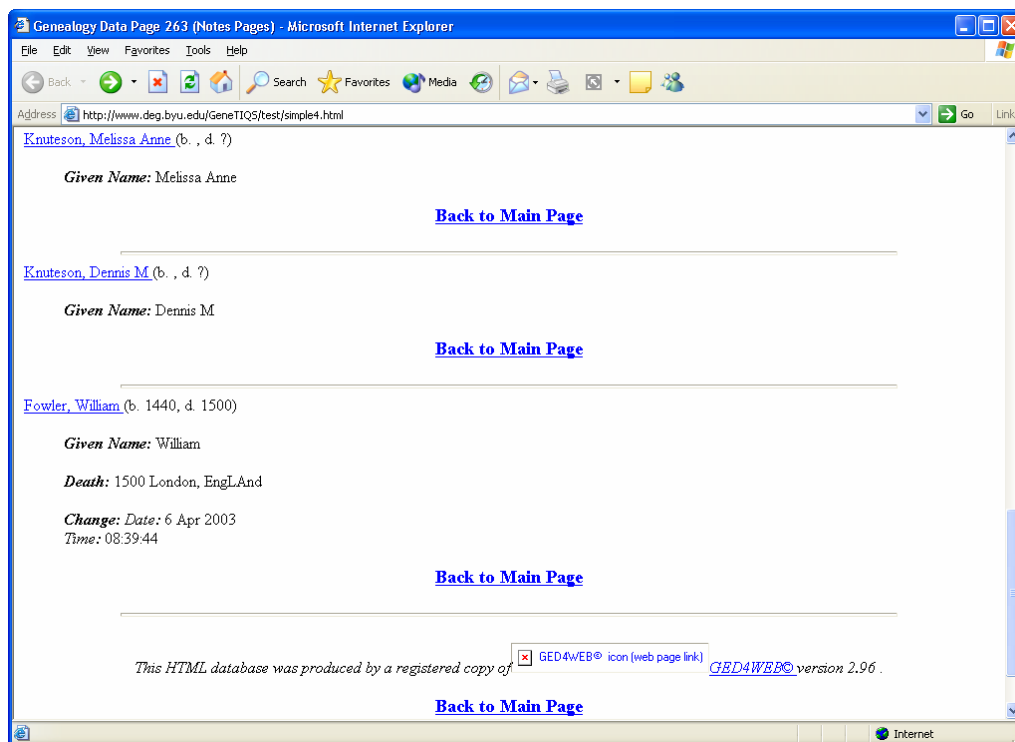 Genealogy Data Page 263 (Notes Pages) - Microsoft Internet Explorer
File Edit View Favorites Tools Help
Back Search Favorites Media
Address http://www.deg.byu.edu/GeneTIQS/test/simple4.html Go Link
Knuteson, Melissa Anne (b. , d. ?)
Given Name: Melissa Anne
Back to Main Page
Knuteson, Dennis M (b. , d. ?)
Given Name: Dennis M
Back to Main Page
Fowler, William (b. 1440, d. 1500)
Given Name: William
Death: 1500 London, EngLAnd
Change: Date: 6 Apr 2003
Time: 08:39:44
Back to Main Page
This HTML database was produced by a registered copy of GED4WEB© icon (web page link) GED4WEB© version 2.96 .
Back to Main Page
Internet